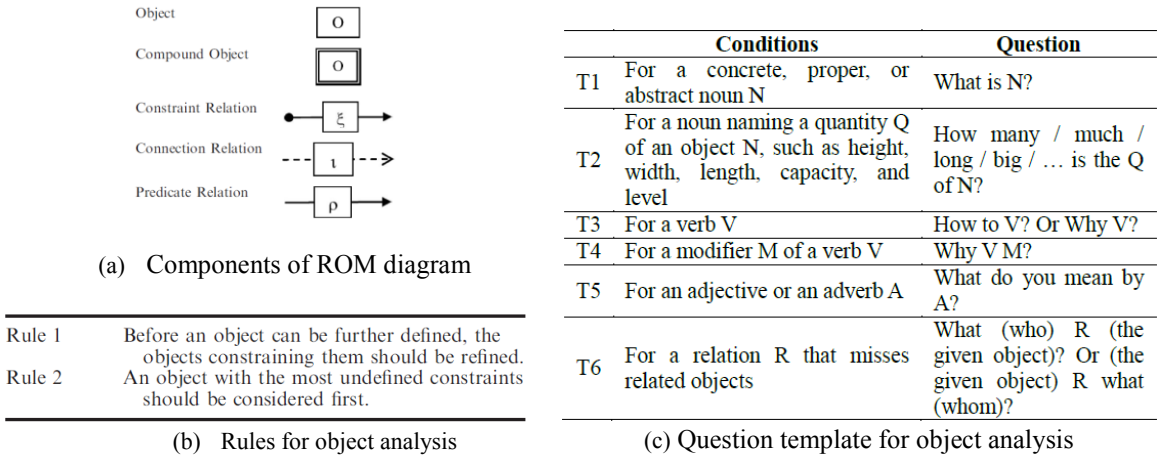 Object
O
Compound Object
O
Constraint Relation
ξ
Connection Relation
ι
Predicate Relation
ρ
(a) Components of ROM diagram
Rule 1 Before an object can be further defined, the
objects constraining them should be refined.
Rule 2 An object with the most undefined constraints
should be considered first.
(b) Rules for object analysis
Conditions Question
T1 For a concrete, proper, or
abstract noun N
What is N?
T2 For a noun naming a quantity Q
of an object N, such as height,
width, length, capacity, and
level
How many / much /
long / big / … is the Q
of N?
T3 For a verb V How to V? Or Why V?
T4 For a modifier M of a verb V Why V M?
T5 For an adjective or an adverb A
What do you mean by
A?
T6 For a relation R that misses
related objects
What (who) R (the
given object)? Or (the
given object) R what
(whom)?
(c) Question template for object analysis